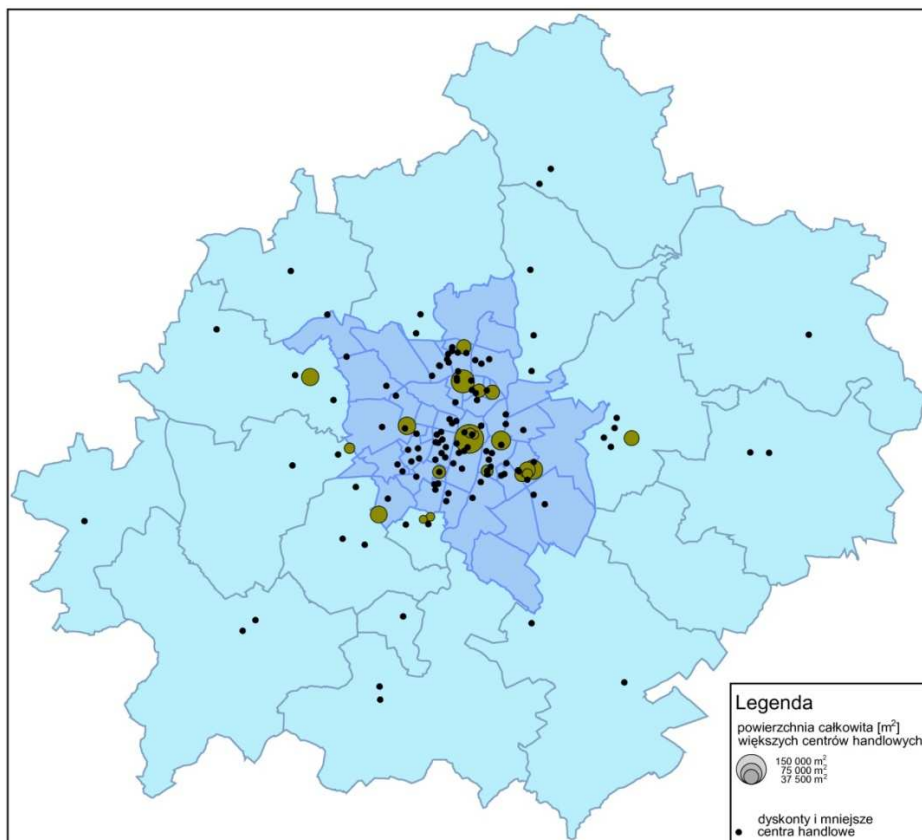 Legenda
powierzchnia całkowita [m²]
większych centrów handlowych
150 000 m²
75 000 m²
37 500 m²
dyskonty i mniejsze
centra handlowe